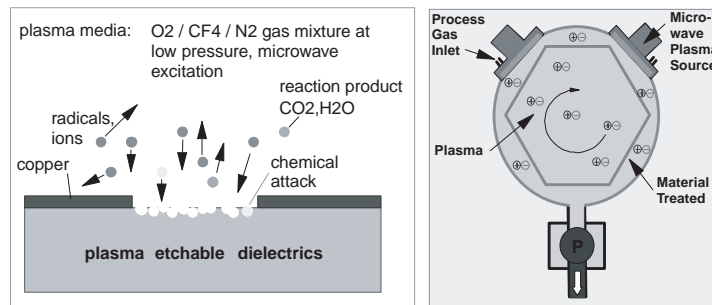 plasma media: O2 / CF4 / N2 gas mixture at
low pressure, microwave
excitation
reaction product
CO2,H2O
radicals,
ions
copper
chemical
attack
plasma etchable dielectrics
Process
Gas
Inlet
Micro-
wave
Plasma
Source
Plasma
Material
Treated
P